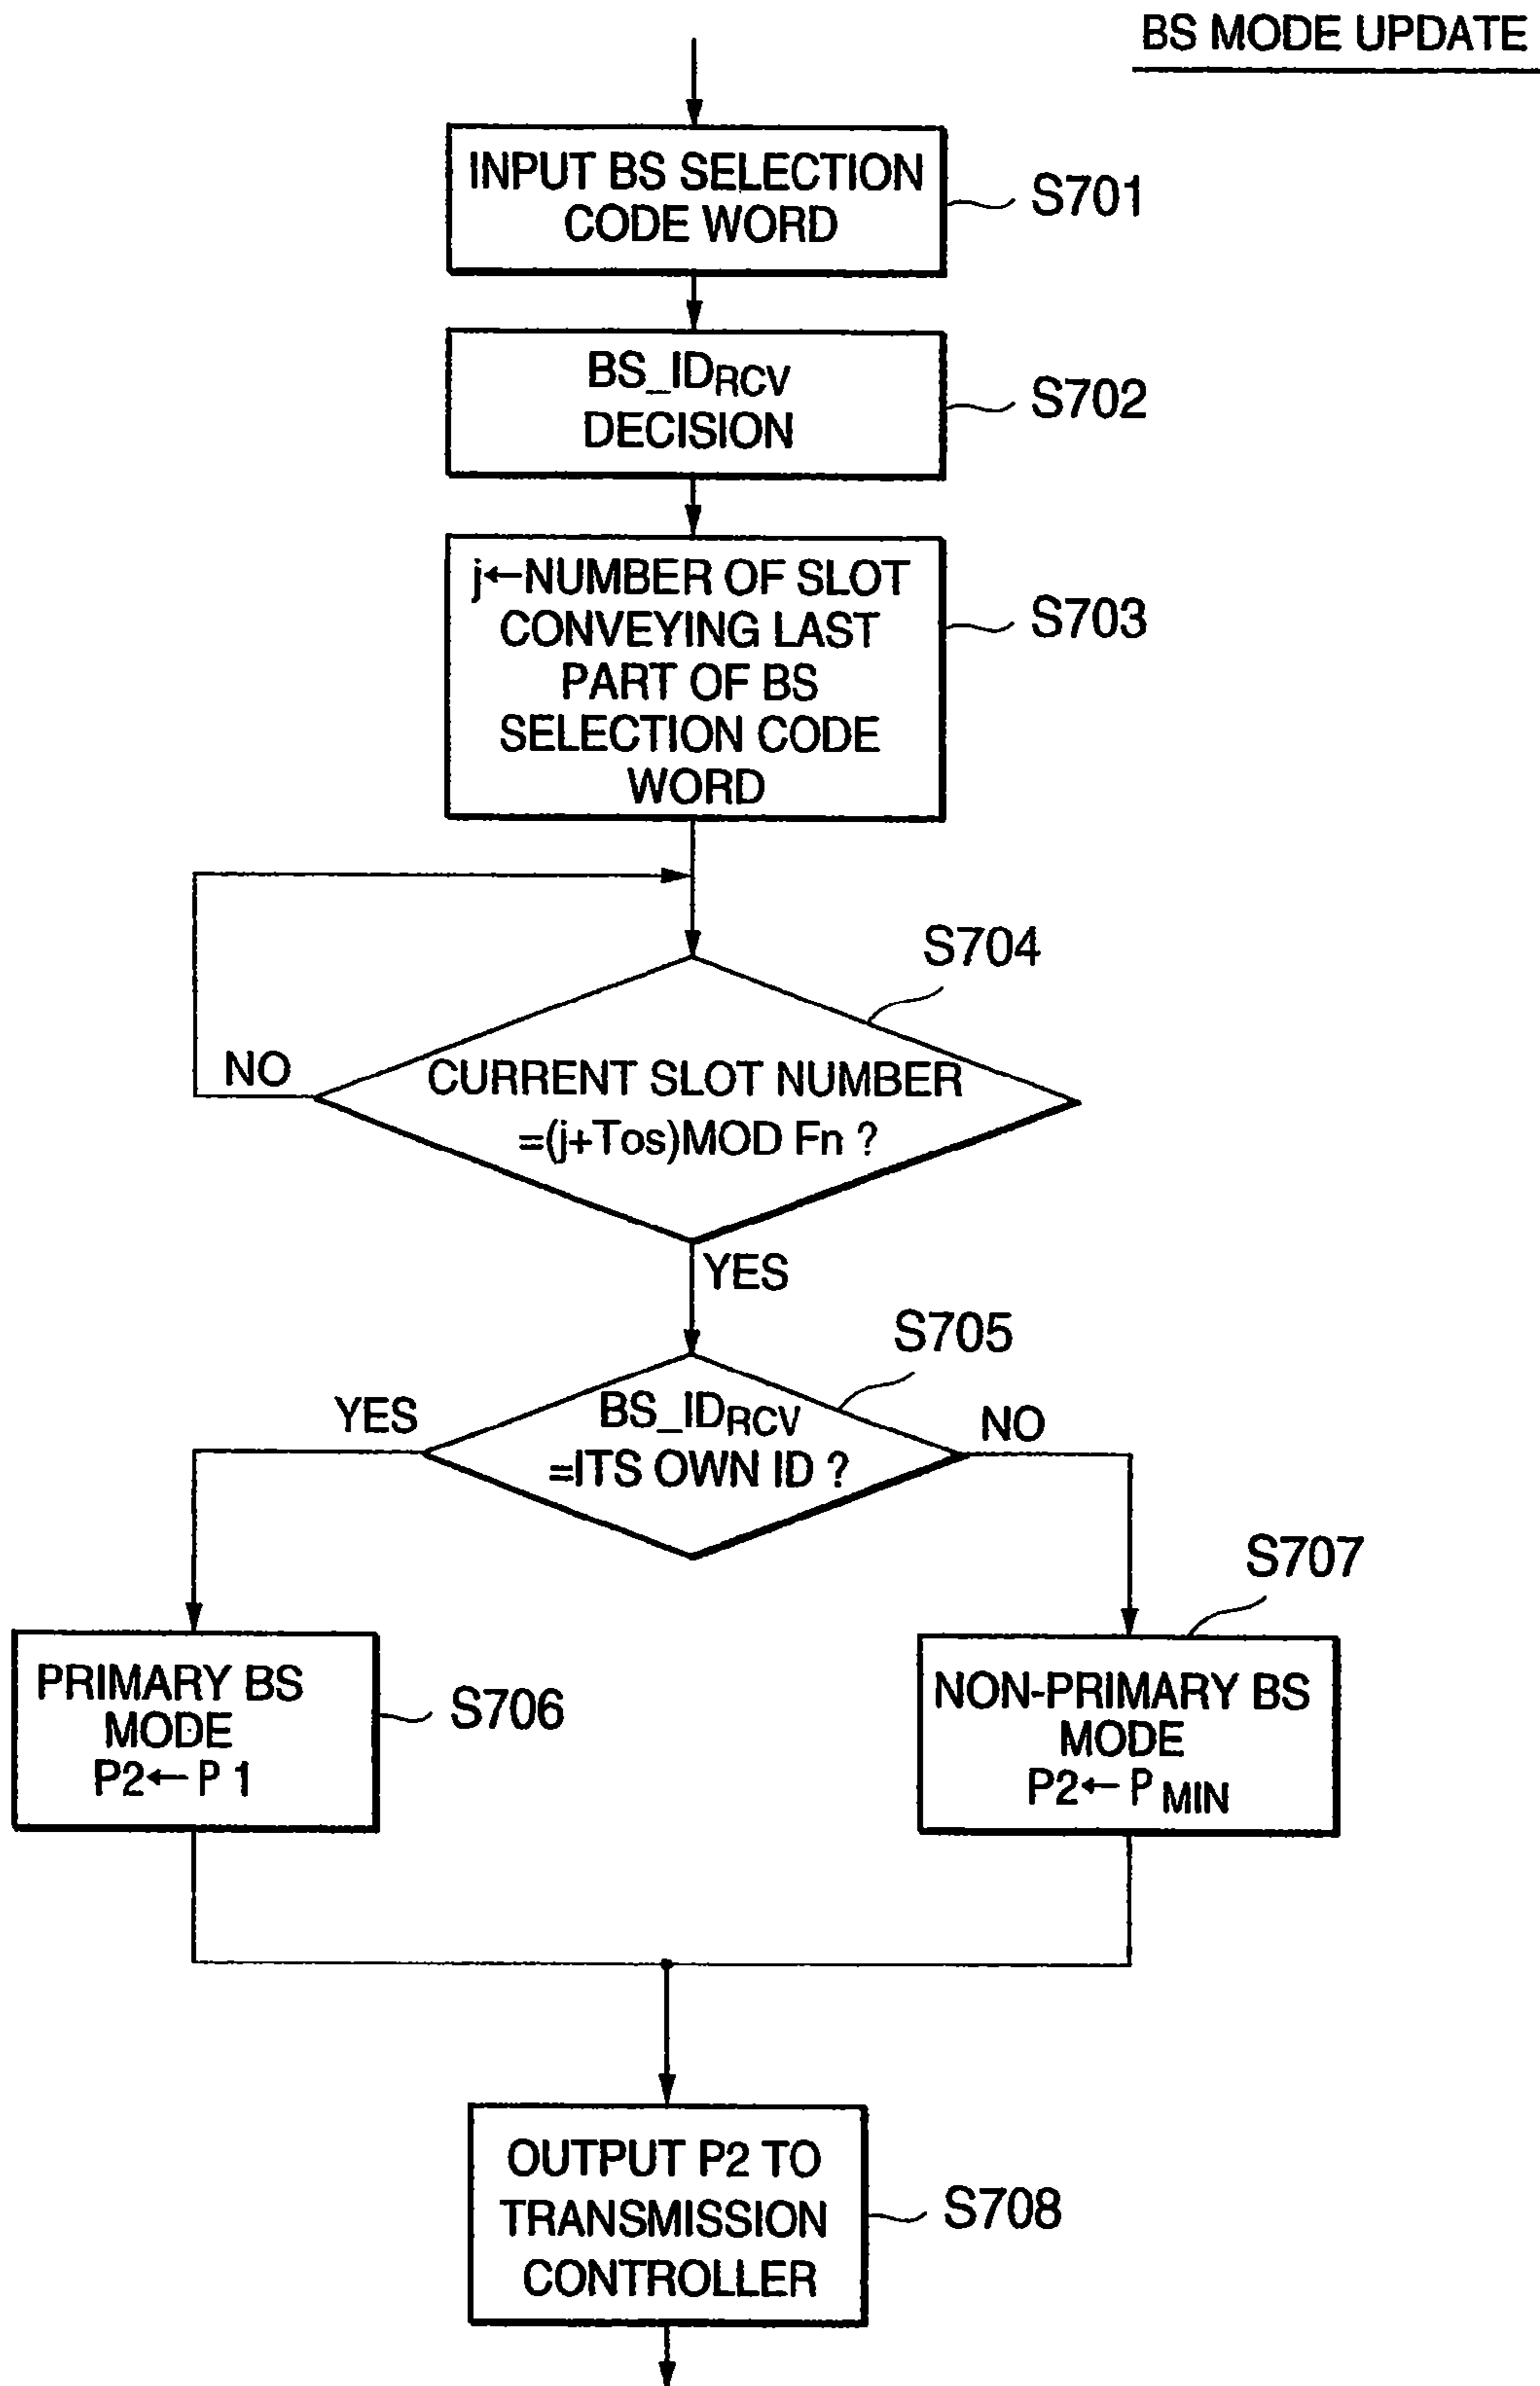 BS MODE UPDATE
INPUT BS SELECTION
CODE WORD
S701
BS_IDRCV
DECISION
S702
j←NUMBER OF SLOT
CONVEYING LAST
PART OF BS
SELECTION CODE
WORD
S703
S704
CURRENT SLOT NUMBER
=(j+Tos)MOD Fn ?
NO
YES
S705
BS_IDRCV
=ITS OWN ID ?
YES
NO
PRIMARY BS
MODE
P2← P 1
S706
S707
NON-PRIMARY BS
MODE
P2← P MIN
OUTPUT P2 TO
TRANSMISSION
CONTROLLER
S708